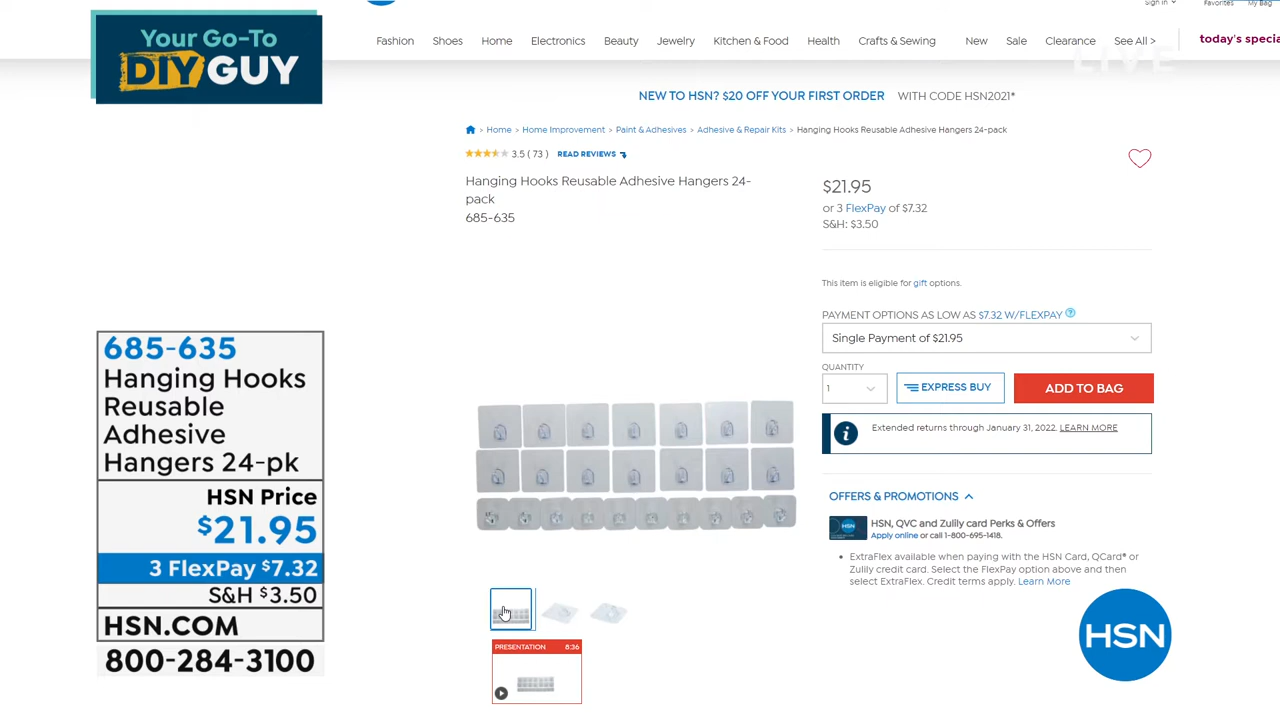 Your Go-To
DIY GUY
Sign In
Favorites
My Bag
Fashion
Shoes
Home
Electronics
Beauty
Jewelry
Kitchen & Food
Health
Crafts & Sewing
New
Sale
Clearance
See All >
today's
LIVE
NEW TO HSN? $20 OFF YOUR FIRST ORDER WITH CODE HSN2021*
> Home > Home Improvement > Paint & Adhesives > Adhesive & Repair Kits > Hanging Hooks Reusable Adhesive Hangers 24-pack
3.5 ( 73 ) READ REVIEWS
Hanging Hooks Reusable Adhesive Hangers 24-
pack
685-635
$21.95
or 3 FlexPay of $7.32
S&H: $3.50
This item is eligible for gift options.
PAYMENT OPTIONS AS LOW AS $7.32 W/FLEXPAY ?
Single Payment of $21.95
QUANTITY
1
EXPRESS BUY
ADD TO BAG
i Extended returns through January 31, 2022. LEARN MORE
OFFERS & PROMOTIONS
HSN
HSN, QVC and Zulily card Perks & Offers
Apply online or call 1-800-695-1418.
• ExtraFlex available when paying with the HSN Card, QCard® or
Zulily credit card. Select the FlexPay option above and then
select ExtraFlex. Credit terms apply. Learn More
PRESENTATION 8:36
685-635
Hanging Hooks
Reusable
Adhesive
Hangers 24-pk
HSN Price
$21.95
3 FlexPay $7.32
S&H $3.50
HSN.COM
800-284-3100
HSN